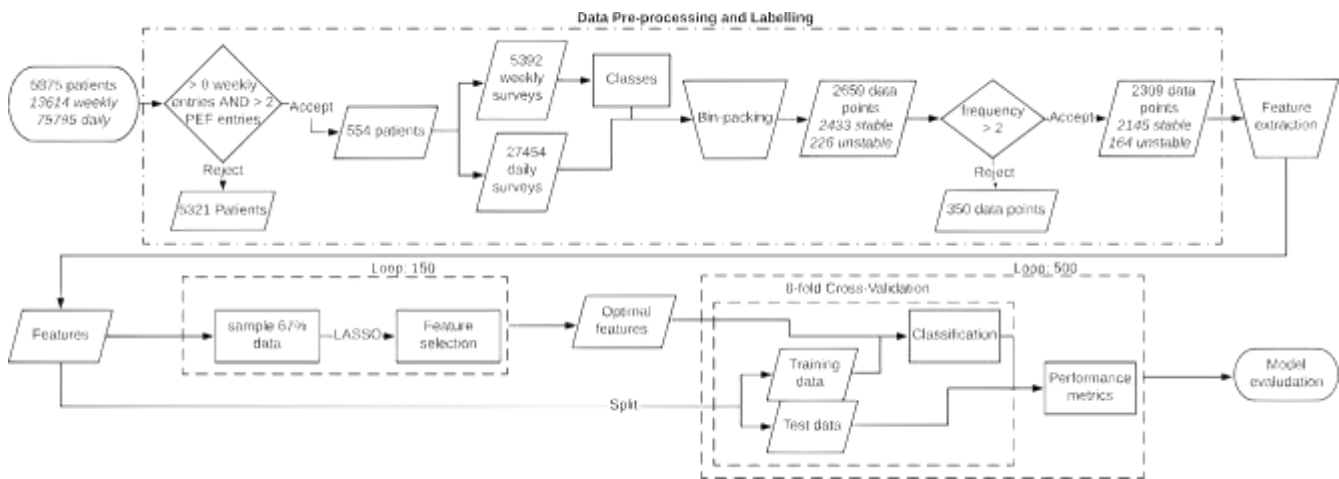 Data Pre-processing and Labelling
5875 patients
13614 weekly
75795 daily
> 0 weekly
entries AND > 2
PEF entries
Accept
Reject
5321 Patients
554 patients
5392
weekly
surveys
27454
daily
surveys
Classes
Bin-packing
2659 data
points
2433 stable
226 unstable
frequency
> 2
Accept
Reject
350 data points
2309 data
points
2145 stable
164 unstable
Feature
extraction
Features
Loop: 150
sample 67%
data
LASSO
Feature
selection
Optimal
features
Split
Loop: 500
8-fold Cross-Validation
Training
data
Test data
Classification
Performance
metrics
Model
evaludation